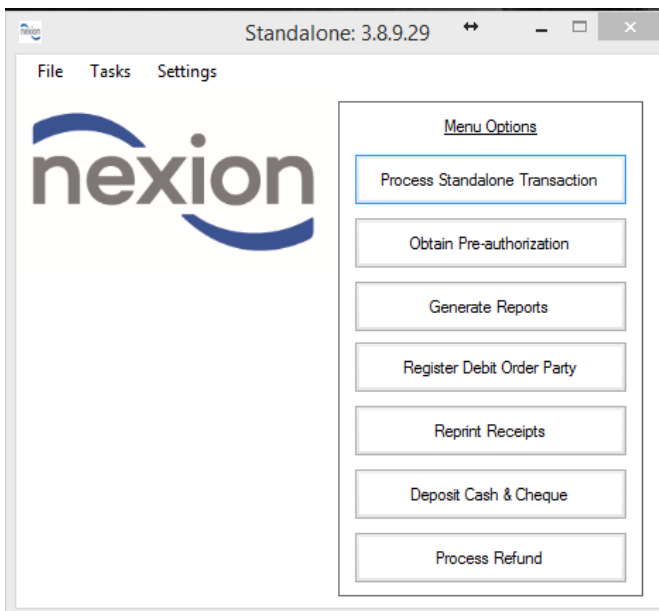 nexion
Standalone: 3.8.9.29
File Tasks Settings
nexion
Menu Options
Process Standalone Transaction
Obtain Pre-authorization
Generate Reports
Register Debit Order Party
Reprint Receipts
Deposit Cash & Cheque
Process Refund